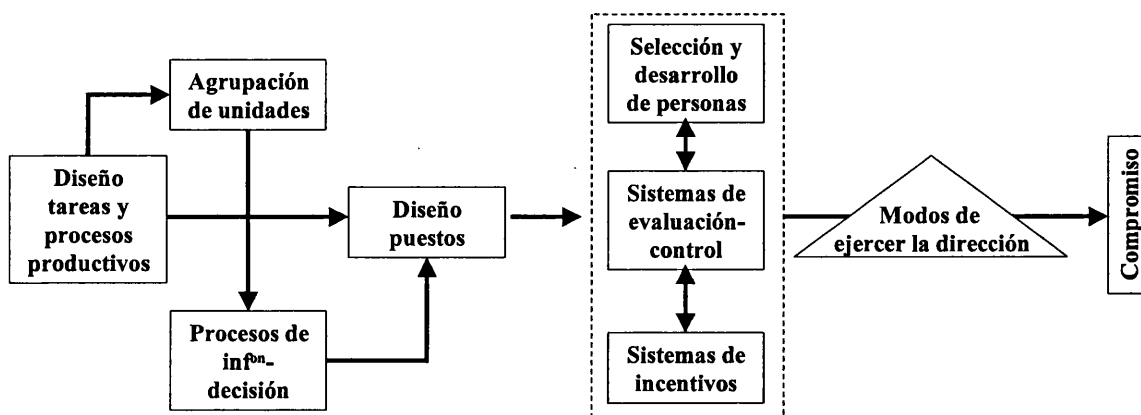 Agrupación
de unidades
Diseño
tareas y
procesos
productivos
Procesos de
infᵒⁿ-
decisión
Diseño
puestos
Selección y
desarrollo
de personas
Sistemas de
evaluación-
control
Sistemas de
incentivos
Modos de
ejercer la dirección
Compromiso